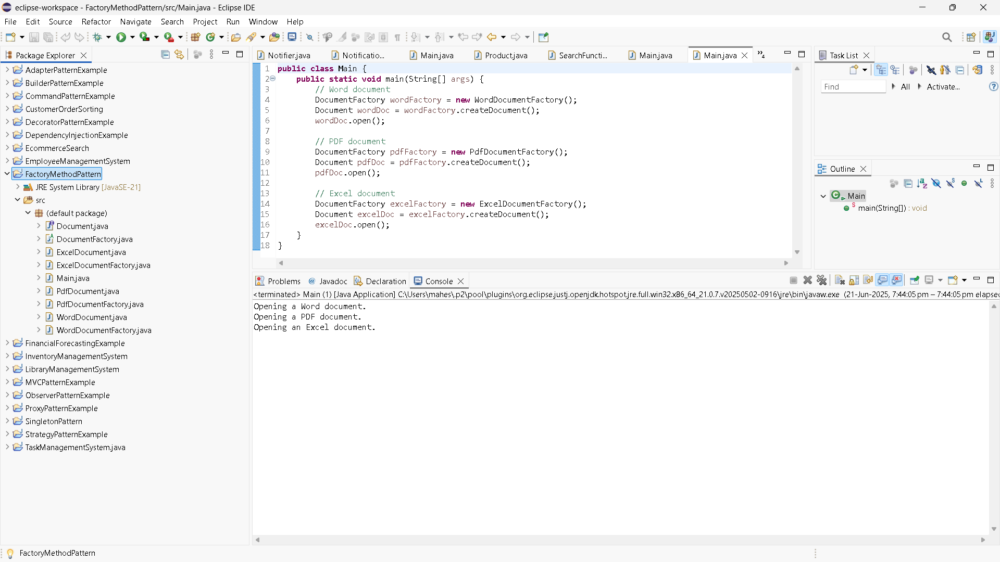 eclipse-workspace - FactoryMethodPattern/src/Main.java - Eclipse IDE
File Edit Source Refactor Navigate Search Project Run Window Help
Package Explorer
AdapterPatternExample
BuilderPatternExample
CommandPatternExample
CustomerOrderSorting
DecoratorPatternExample
DependencyInjectionExample
EcommerceSearch
EmployeeManagementSystem
FactoryMethodPattern
JRE System Library [JavaSE-21]
src
(default package)
Document.java
DocumentFactory.java
ExcelDocument.java
ExcelDocumentFactory.java
Main.java
PdfDocument.java
PdfDocumentFactory.java
WordDocument.java
WordDocumentFactory.java
FinancialForecastingExample
InventoryManagementSystem
LibraryManagementSystem
MVCPatternExample
ObserverPatternExample
ProxyPatternExample
SingletonPattern
StrategyPatternExample
TaskManagementSystem.java
Notifier.java Notificatio... Main.java Product.java SearchFuncti... Main.java Main.java »4
1 public class Main {
2 public static void main(String[] args) {
3 // Word document
4 DocumentFactory wordFactory = new WordDocumentFactory();
5 Document wordDoc = wordFactory.createDocument();
6 wordDoc.open();
7
8 // PDF document
9 DocumentFactory pdfFactory = new PdfDocumentFactory();
10 Document pdfDoc = pdfFactory.createDocument();
11 pdfDoc.open();
12
13 // Excel document
14 DocumentFactory excelFactory = new ExcelDocumentFactory();
15 Document excelDoc = excelFactory.createDocument();
16 excelDoc.open();
17 }
18 }
Problems @ Javadoc Declaration Console
<terminated> Main (1) [Java Application] C:\Users\mahes\.p2\pool\plugins\org.eclipse.justj.openjdk.hotspot.jre.full.win32.x86_64_21.0.7.v20250502-0916\jre\bin\javaw.exe (21-Jun-2025, 7:44:05 pm – 7:44:05 pm elapsed
Opening a Word document.
Opening a PDF document.
Opening an Excel document.
Task List
Find All Activate...
Outline
Main
main(String[]) : void
FactoryMethodPattern